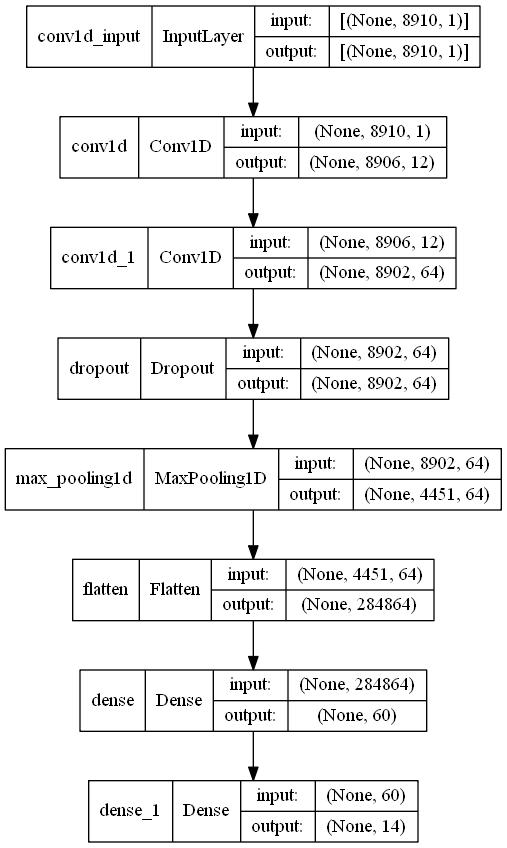 conv1d_input InputLayer input: [(None, 8910, 1)]
output: [(None, 8910, 1)]
conv1d Conv1D input: (None, 8910, 1)
output: (None, 8906, 12)
conv1d_1 Conv1D input: (None, 8906, 12)
output: (None, 8902, 64)
dropout Dropout input: (None, 8902, 64)
output: (None, 8902, 64)
max_pooling1d MaxPooling1D input: (None, 8902, 64)
output: (None, 4451, 64)
flatten Flatten input: (None, 4451, 64)
output: (None, 284864)
dense Dense input: (None, 284864)
output: (None, 60)
dense_1 Dense input: (None, 60)
output: (None, 14)